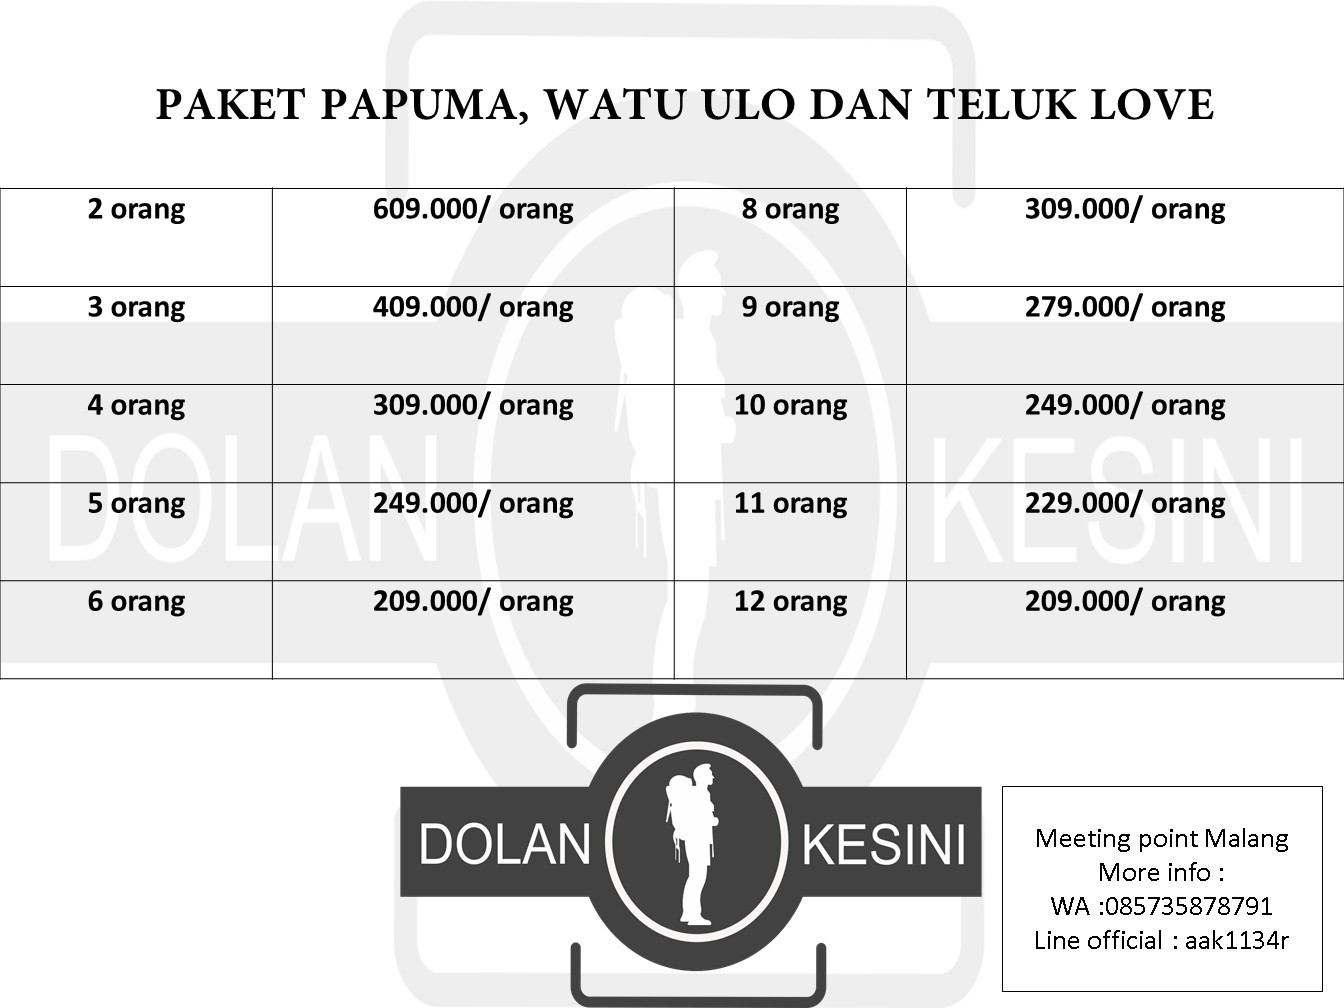 PAKET PAPUMA, WATU ULO DAN TELUK LOVE
2 orang 609.000/ orang 8 orang 309.000/ orang
3 orang 409.000/ orang 9 orang 279.000/ orang
4 orang 309.000/ orang 10 orang 249.000/ orang
5 orang 249.000/ orang 11 orang 229.000/ orang
6 orang 209.000/ orang 12 orang 209.000/ orang
DOLAN KESINI
DOLAN KESINI
Meeting point Malang
More info :
WA :085735878791
Line official : aak1134r